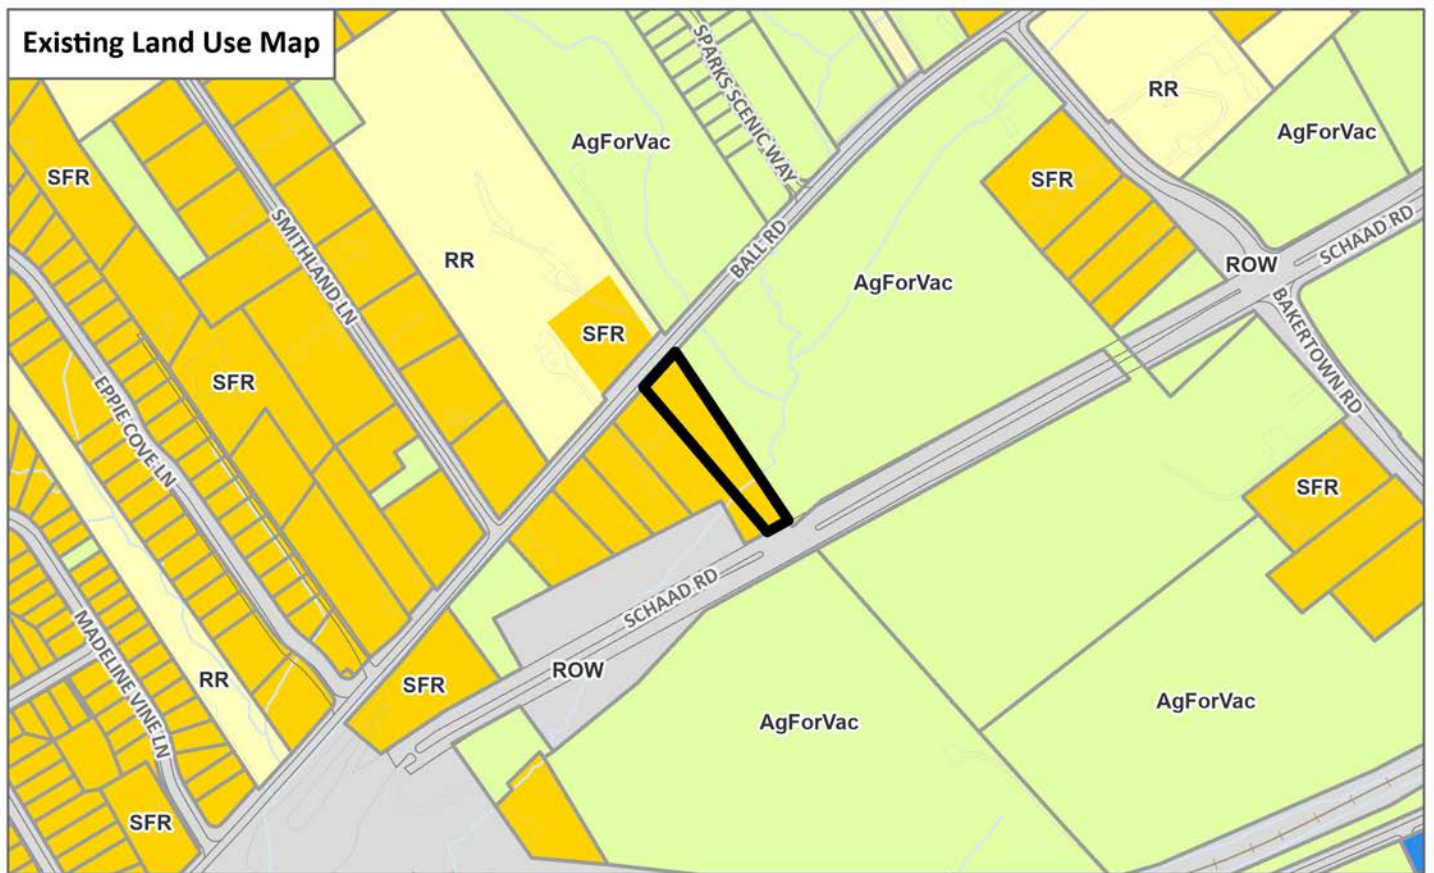 Existing Land Use Map
SPARKS SCENIC WAY
RR
AgForVac
AgForVac
SFR
SFR
SMITHLAND LN
BALL RD
SCHAAD RD
RR
ROW
AgForVac
SFR
BAKERTOWN RD
SFR
EPPIE COVE LN
SFR
SCHAAD RD
MADELINE VINE LN
RR
SFR
ROW
AgForVac
AgForVac
SFR